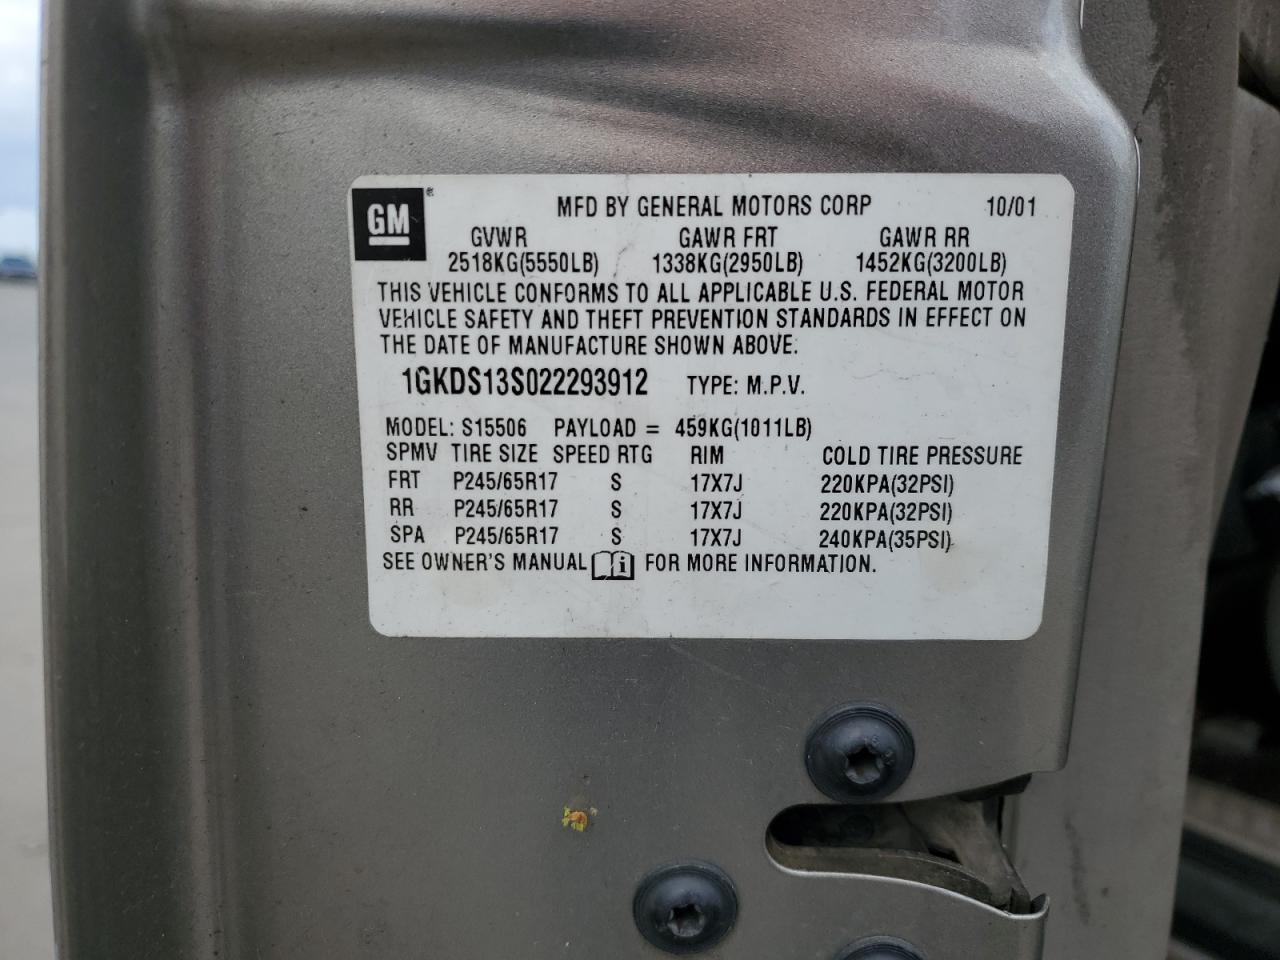 GM ® MFD BY GENERAL MOTORS CORP 10/01
GVWR GAWR FRT GAWR RR
2518KG(5550LB) 1338KG(2950LB) 1452KG(3200LB)
THIS VEHICLE CONFORMS TO ALL APPLICABLE U.S. FEDERAL MOTOR
VEHICLE SAFETY AND THEFT PREVENTION STANDARDS IN EFFECT ON
THE DATE OF MANUFACTURE SHOWN ABOVE.
1GKDS13S022293912 TYPE: M.P.V.
MODEL: S15506 PAYLOAD = 459KG(1011LB)
SPMV TIRE SIZE SPEED RTG RIM COLD TIRE PRESSURE
FRT P245/65R17 S 17X7J 220KPA(32PSI)
RR P245/65R17 S 17X7J 220KPA(32PSI)
SPA P245/65R17 S 17X7J 240KPA(35PSI)
SEE OWNER'S MANUAL i FOR MORE INFORMATION.